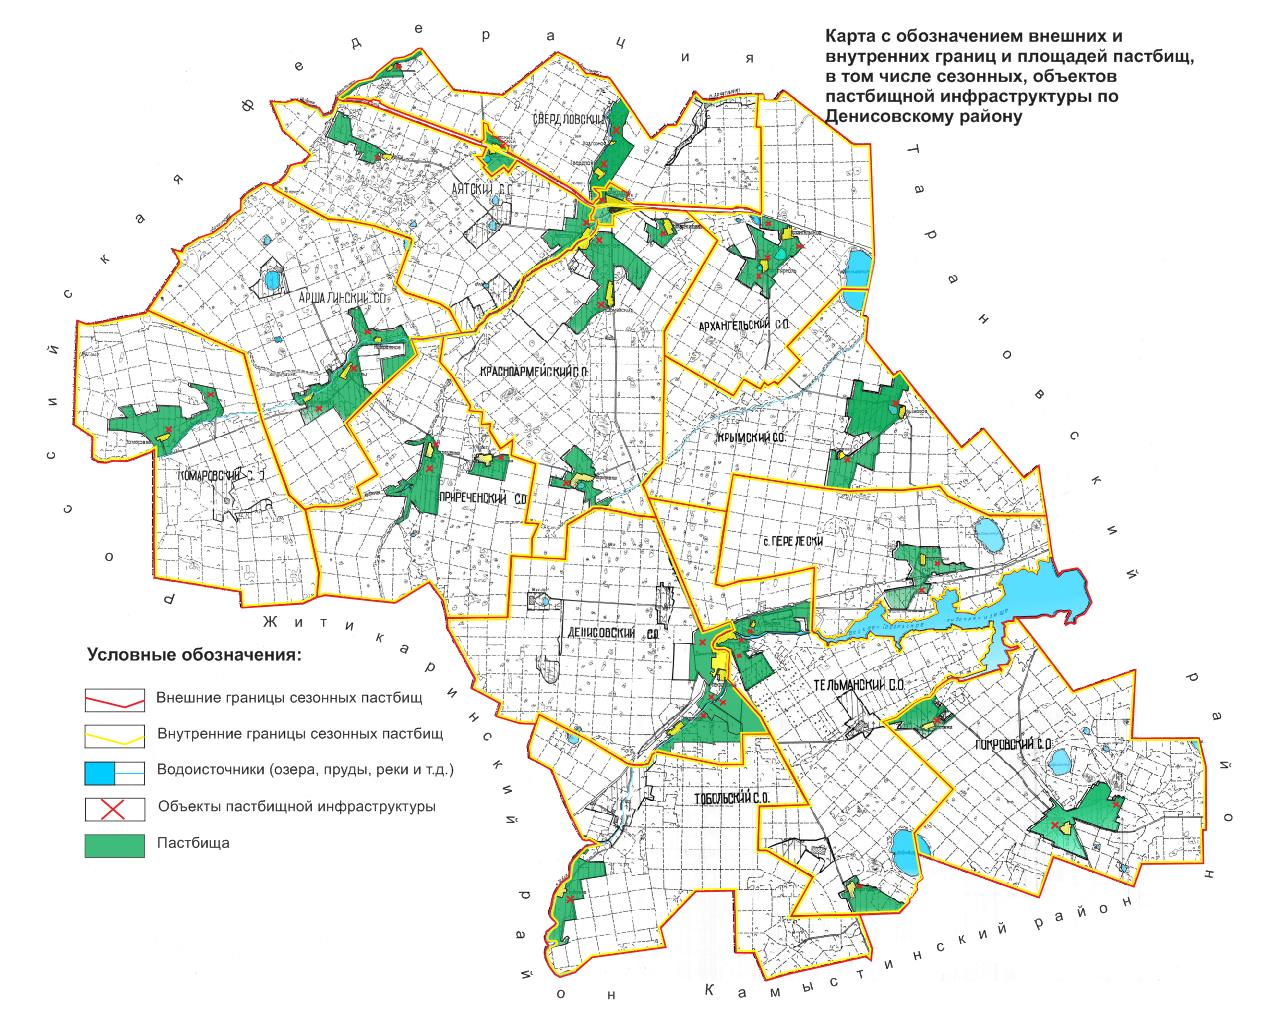 Карта с обозначением внешних и
внутренних границ и площадей пастбищ,
в том числе сезонных, объектов
пастбищной инфраструктуры по
Денисовскому району
Российская Федерация
Тарановский район
СВЕРДЛОВСКИЙ
АЯТСКИЙ С.О.
АРШАЛИНСКИЙ С.О.
АРХАНГЕЛЬСКИЙ С.О.
КРАСНОАРМЕЙСКИЙ С.О.
КРЫМСКИЙ С.О.
КОМАРОВСКИЙ С.О.
ПРИРЕЧЕНСКИЙ С.О.
с. ПЕРЕЛЕСКИ
ДЕНИСОВСКИЙ С.О.
ТЕЛЬМАНСКИЙ С.О.
ПОКРОВСКИЙ С.О.
ТОБОЛЬСКИЙ С.О.
Житикаринский район
Камыстинский район
Условные обозначения:
Внешние границы сезонных пастбищ
Внутренние границы сезонных пастбищ
Водоисточники (озера, пруды, реки и т.д.)
Объекты пастбищной инфраструктуры
Пастбища